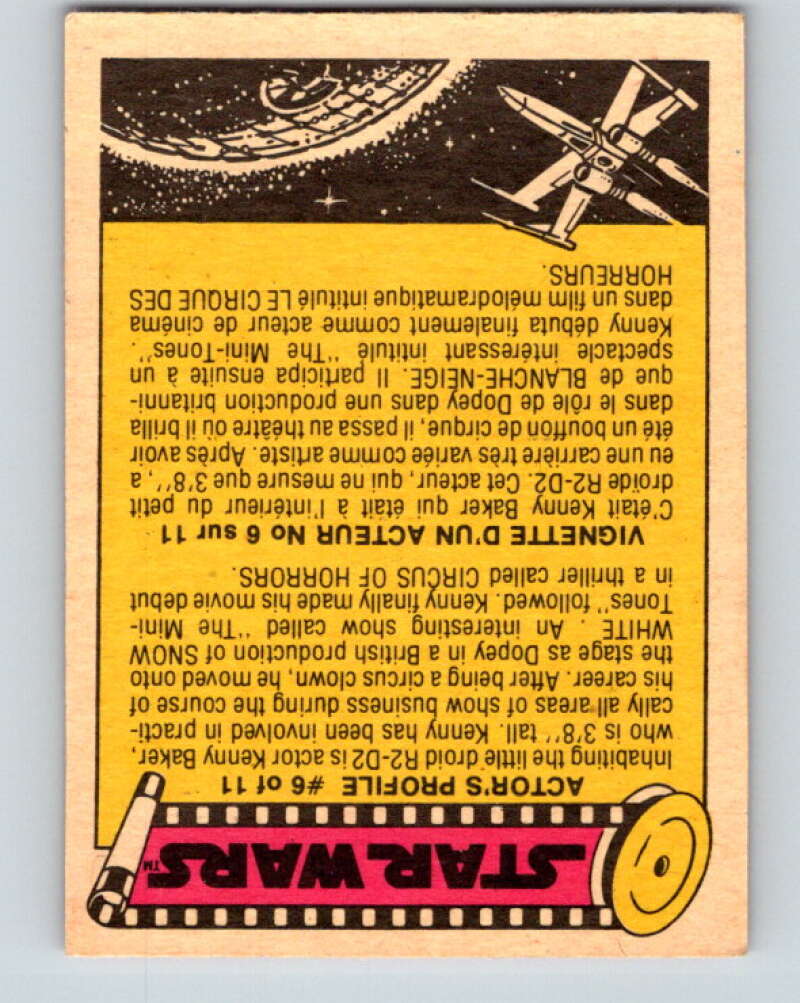 STAR WARS™
ACTOR'S PROFILE #6 of 11
Inhabiting the little droid R2-D2 is actor Kenny Baker,
who is 3'8'' tall. Kenny has been involved in practi-
cally all areas of show business during the course of
his career. After being a circus clown, he moved onto
the stage as Dopey in a British production of SNOW
WHITE . An interesting show called "The Mini-
Tones" followed. Kenny finally made his movie debut
in a thriller called CIRCUS OF HORRORS.
VIGNETTE D'UN ACTEUR No 6 sur 11
C'était Kenny Baker qui était à l'intérieur du petit
droïde R2-D2. Cet acteur, qui ne mesure que 3'8'', a
eu une carrière très variée comme artiste. Après avoir
été un bouffon de cirque, il passa au théâtre où il brilla
dans le rôle de Dopey dans une production britanni-
que de BLANCHE-NEIGE. Il participa ensuite à un
spectacle intéressant intitulé "The Mini-Tones".
Kenny débuta finalement comme acteur de cinéma
dans un film mélodramatique intitulé LE CIRQUE DES
HORREURS.